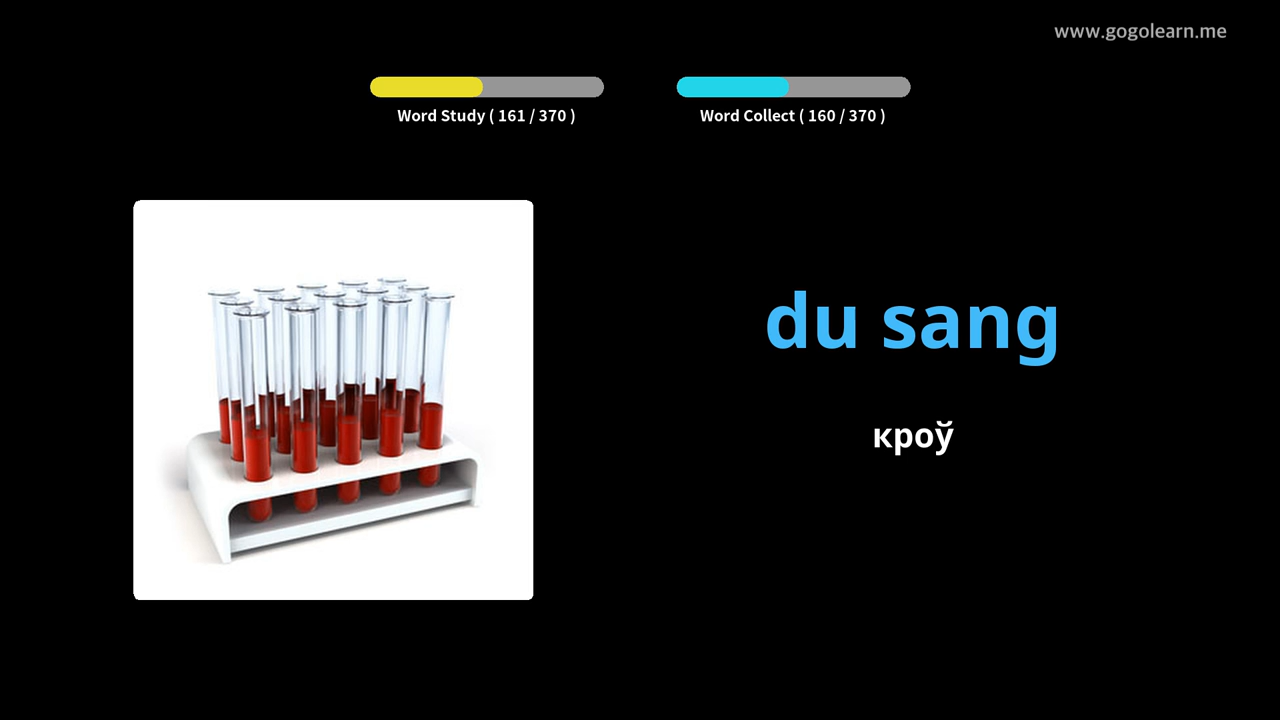 www.gogolearn.me
Word Study ( 161 / 370 )
Word Collect ( 160 / 370 )
du sang
кроў